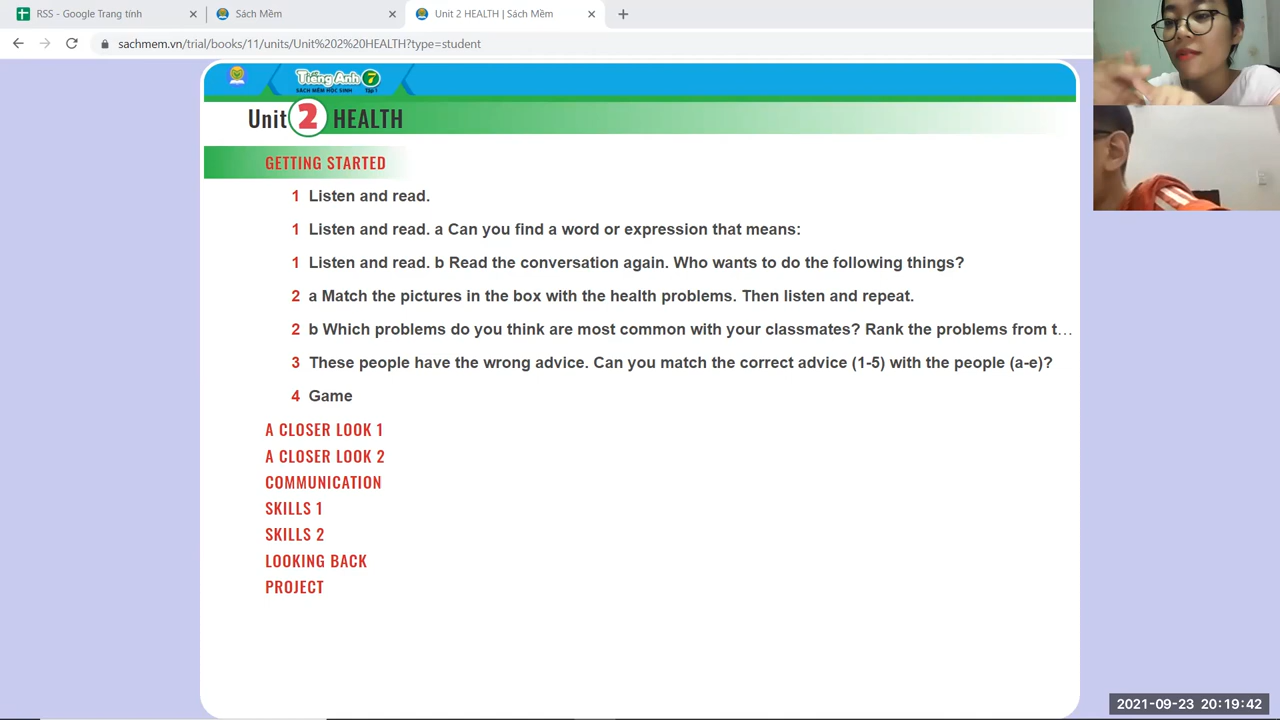 RSS - Google Trang tính
Sách Mềm
Unit 2 HEALTH | Sách Mềm
sachmem.vn/trial/books/11/units/Unit%202%20HEALTH?type=student
Tiếng Anh 7
SÁCH MỀM HỌC SINH TẬP 1
Unit 2 HEALTH
GETTING STARTED
1 Listen and read.
1 Listen and read. a Can you find a word or expression that means:
1 Listen and read. b Read the conversation again. Who wants to do the following things?
2 a Match the pictures in the box with the health problems. Then listen and repeat.
2 b Which problems do you think are most common with your classmates? Rank the problems from t…
3 These people have the wrong advice. Can you match the correct advice (1-5) with the people (a-e)?
4 Game
A CLOSER LOOK 1
A CLOSER LOOK 2
COMMUNICATION
SKILLS 1
SKILLS 2
LOOKING BACK
PROJECT
2021-09-23 20:19:42